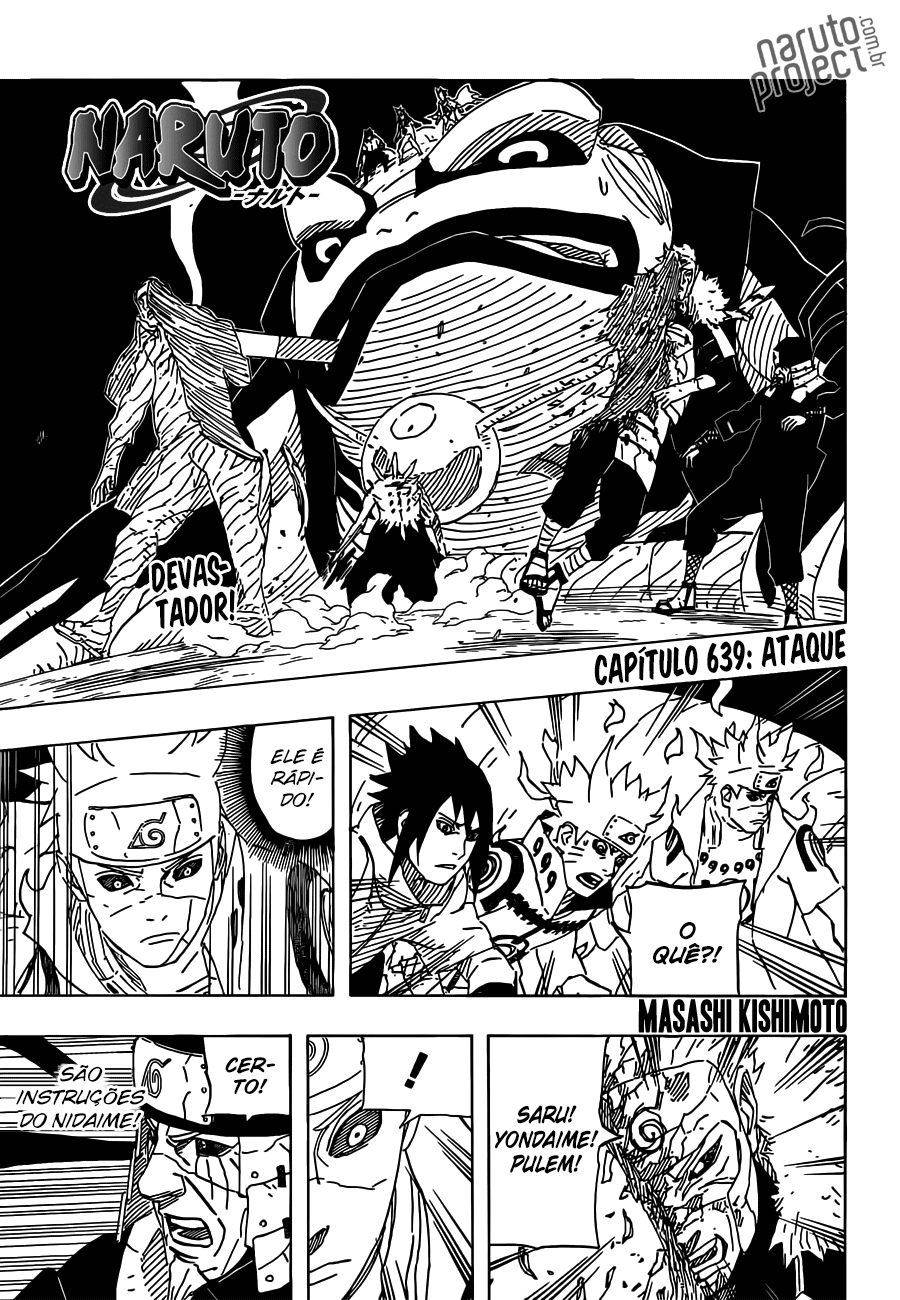 naruto
project
.com.br
NARUTO
-ナルト-
DEVAS-
TADOR!
CAPÍTULO 639: ATAQUE
O
QUÊ?!
ELE É
RÁPI-
DO!
MASASHI KISHIMOTO
SARU!
YONDAIME!
PULEM!
!
CER-
TO!
SÃO
INSTRUÇÕES
DO NIDAIME!